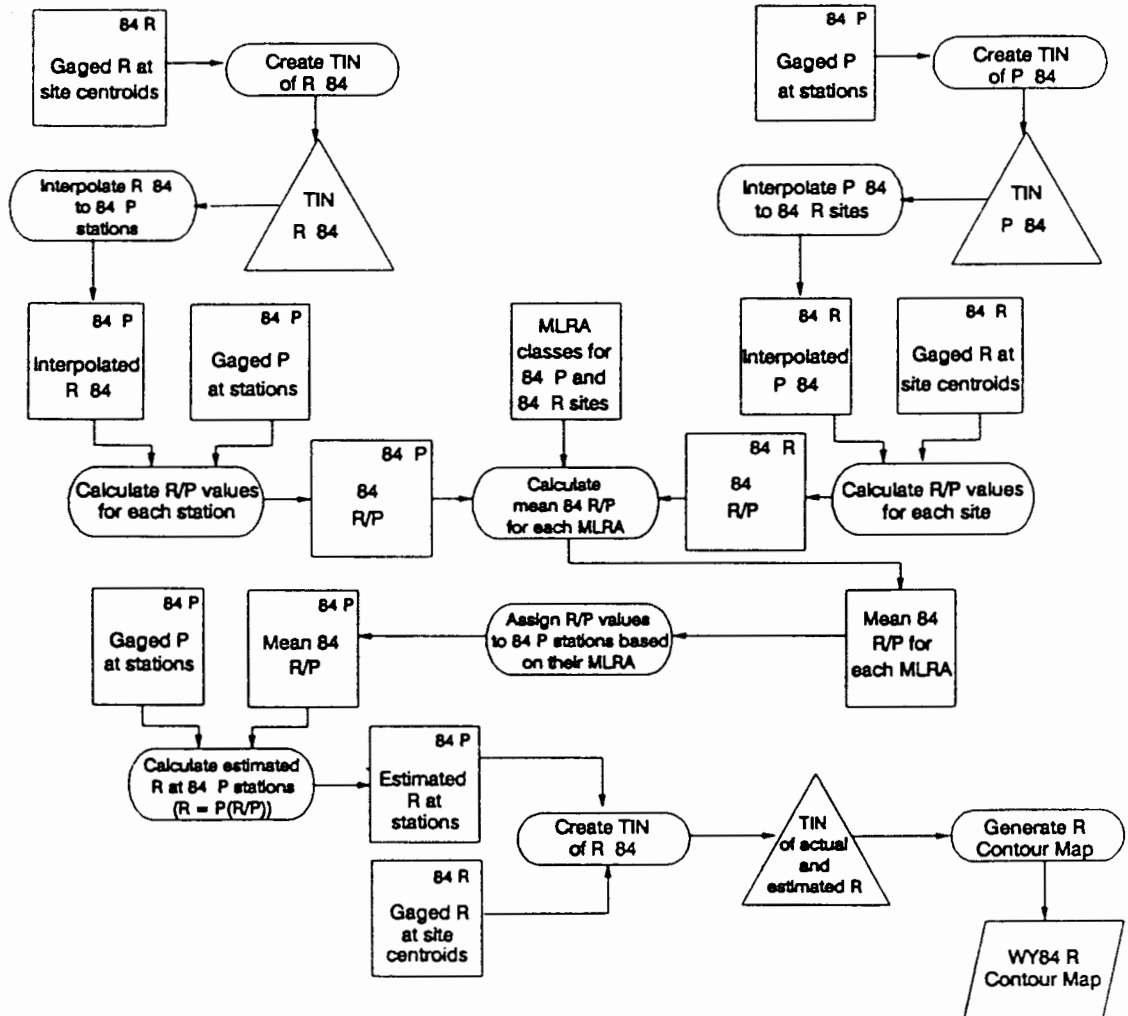 84 R
Gaged R at
site centroids
Create TIN
of R 84
84 P
Gaged P
at stations
Create TIN
of P 84
Interpolate R 84
to 84 P
stations
TIN
R 84
Interpolate P 84
to 84 R sites
TIN
P 84
84 P
Interpolated
R 84
84 P
Gaged P
at stations
MLRA
classes for
84 P and
84 R sites
84 R
Interpolated
P 84
84 R
Gaged R at
site centroids
Calculate R/P values
for each station
84 P
84
R/P
Calculate
mean 84 R/P
for each MLRA
84 R
84
R/P
Calculate R/P values
for each site
84 P
Gaged P
at stations
84 P
Mean 84
R/P
Assign R/P values
to 84 P stations based
on their MLRA
Mean 84
R/P for
each MLRA
Calculate estimated
R at 84 P stations
(R = P(R/P))
84 P
Estimated
R at
stations
Create TIN
of R 84
TIN
of actual
and
estimated R
Generate R
Contour Map
84 R
Gaged R
at site
centroids
WY84 R
Contour Map